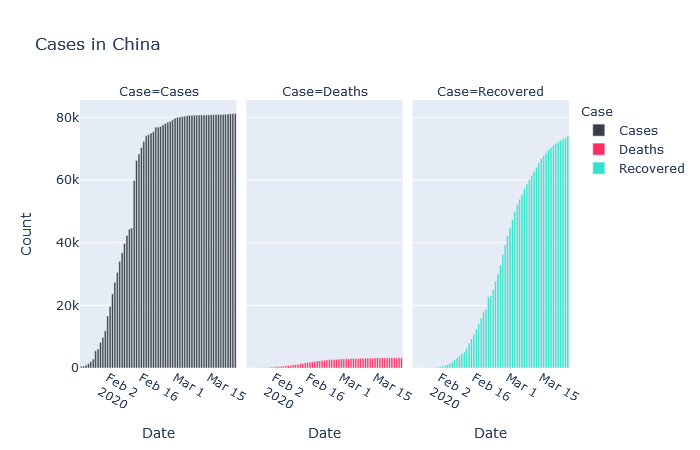 Cases in China
Case=Cases
Case=Deaths
Case=Recovered
Case
Cases
Deaths
Recovered
Count
80k
60k
40k
20k
0
Feb 2
2020
Feb 16
Mar 1
Mar 15
Feb 2
2020
Feb 16
Mar 1
Mar 15
Feb 2
2020
Feb 16
Mar 1
Mar 15
Date
Date
Date